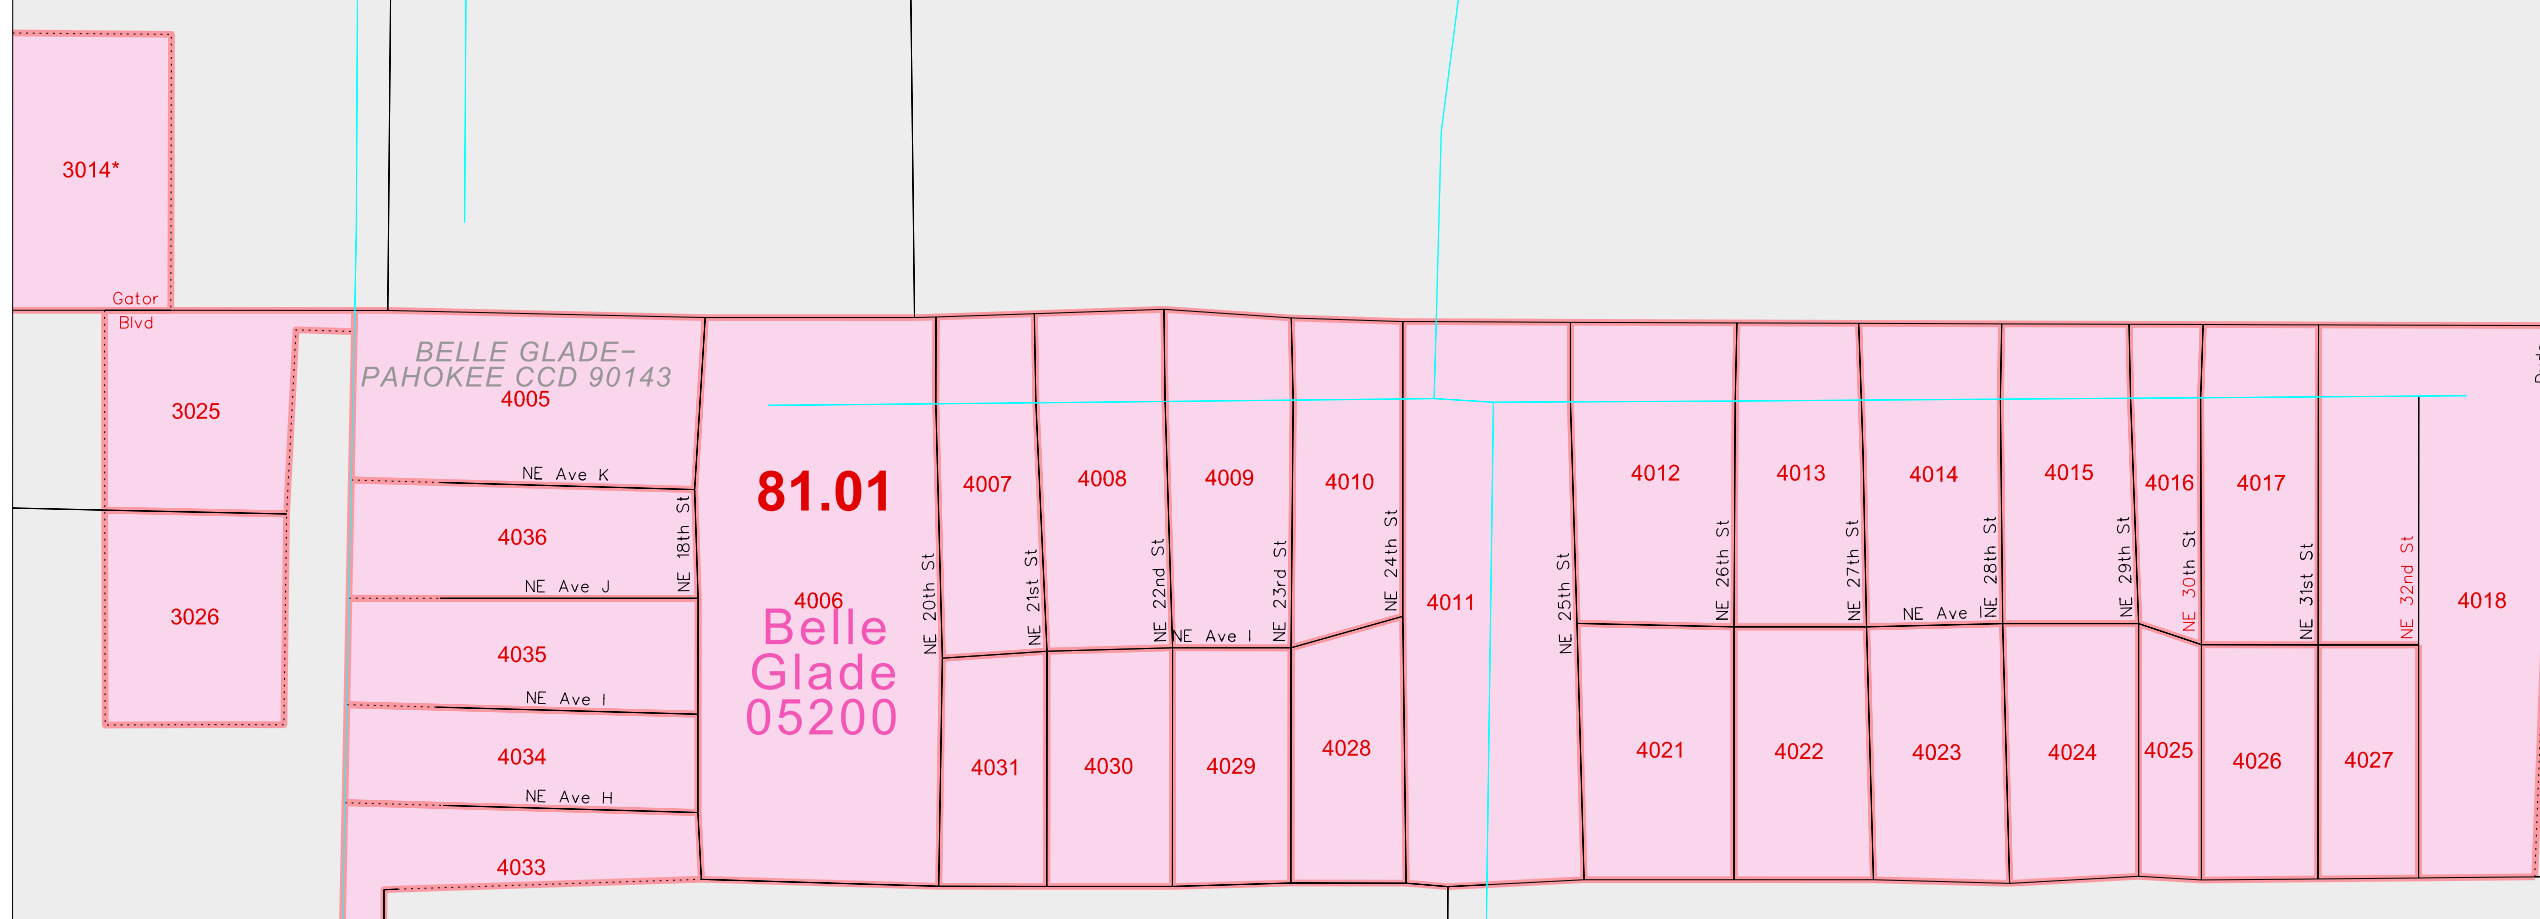 3014*
Gator
Blvd
BELLE GLADE-
PAHOKEE CCD 90143
4005
3025
NE Ave K
81.01
4007
4008
4009
4010
4012
4013
4014
4015
4016
4017
4036
NE 18th St
NE Ave J
3026
4006
Belle
Glade
05200
NE 20th St
NE 21st St
NE 22nd St
NE Ave I
NE 23rd St
NE 24th St
4011
NE 25th St
NE 26th St
NE 27th St
NE Ave I
NE 28th St
NE 29th St
NE 30th St
NE 31st St
NE 32nd St
4018
4035
NE Ave I
4034
NE Ave H
4033
4031
4030
4029
4028
4021
4022
4023
4024
4025
4026
4027